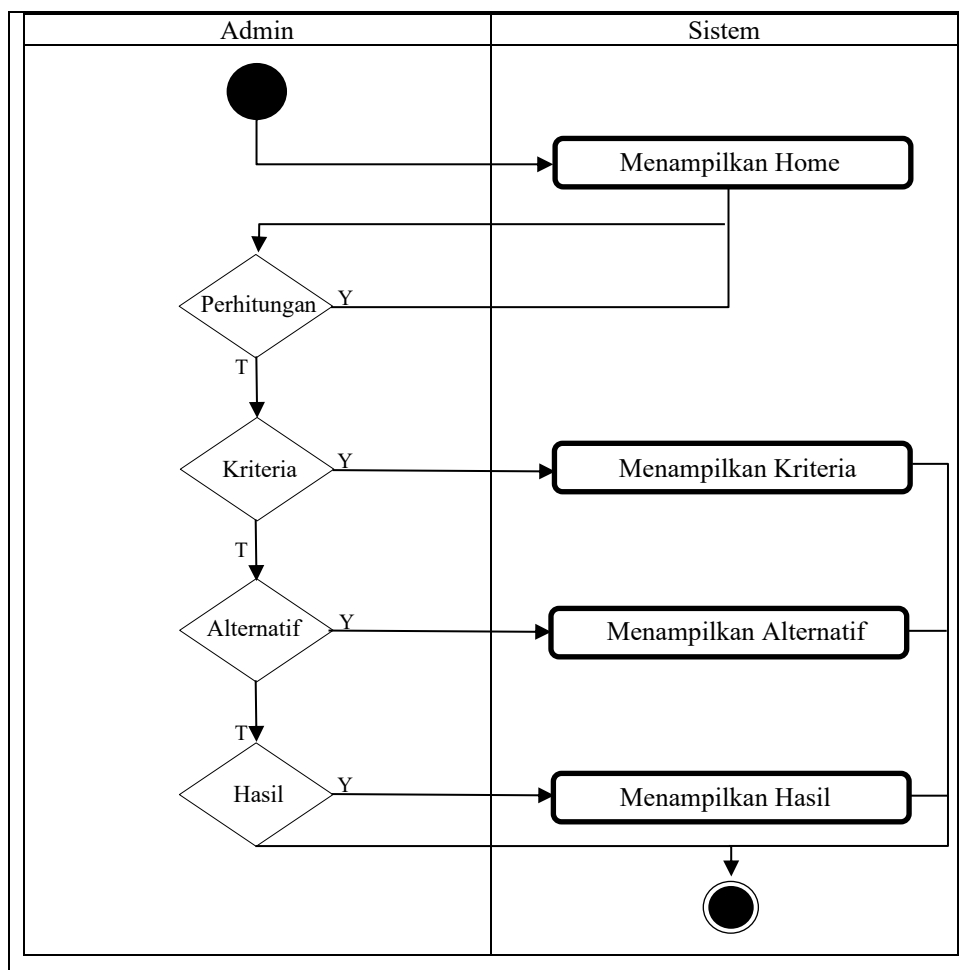 Admin
Sistem
Menampilkan Home
Perhitungan
Y
T
Kriteria
Y
Menampilkan Kriteria
T
Alternatif
Y
Menampilkan Alternatif
T
Hasil
Y
Menampilkan Hasil